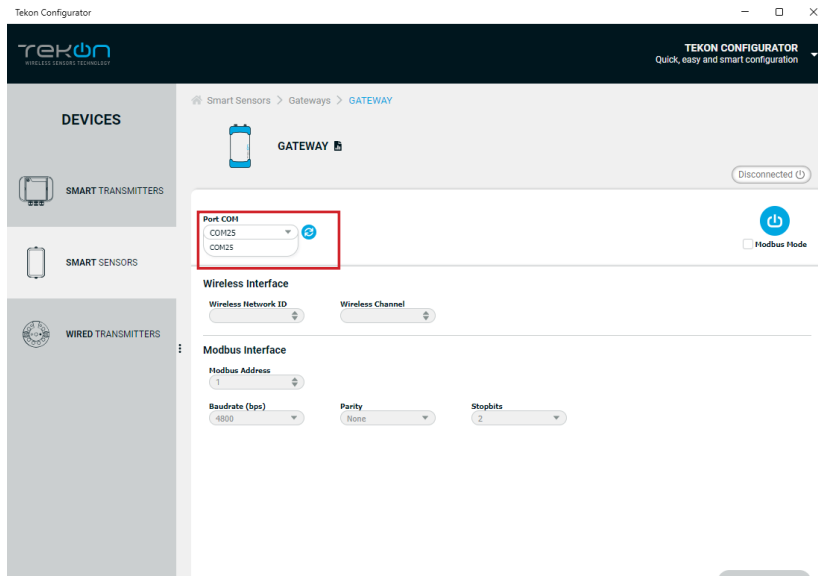 Tekon Configurator
TEKON
WIRELESS SENSORS TECHNOLOGY
TEKON CONFIGURATOR
Quick, easy and smart configuration
DEVICES
SMART TRANSMITTERS
SMART SENSORS
WIRED TRANSMITTERS
Smart Sensors > Gateways > GATEWAY
GATEWAY
Disconnected
Port COM
COM25
COM25
Modbus Mode
Wireless Interface
Wireless Network ID Wireless Channel
Modbus Interface
Modbus Address
1
Baudrate (bps) Parity Stopbits
4800 None 2